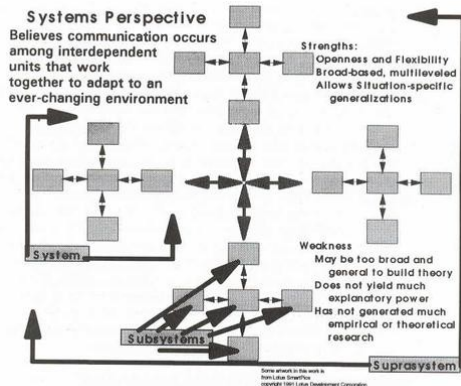 Systems Perspective
Believes communication occurs
among interdependent
units that work
together to adapt to an
ever-changing environment
Strengths:
Openness and Flexibility
Broad-based, multileveled
Allows Situation-specific
generalizations
System
Weakness
May be too broad and
general to build theory
Does not yield much
explanatory power
Has not generated much
empirical or theoretical
research
Subsystems
Suprasystem
Some artwork in this work is
from Lotus SmartPics
copyright 1991 Lotus Development Corporation